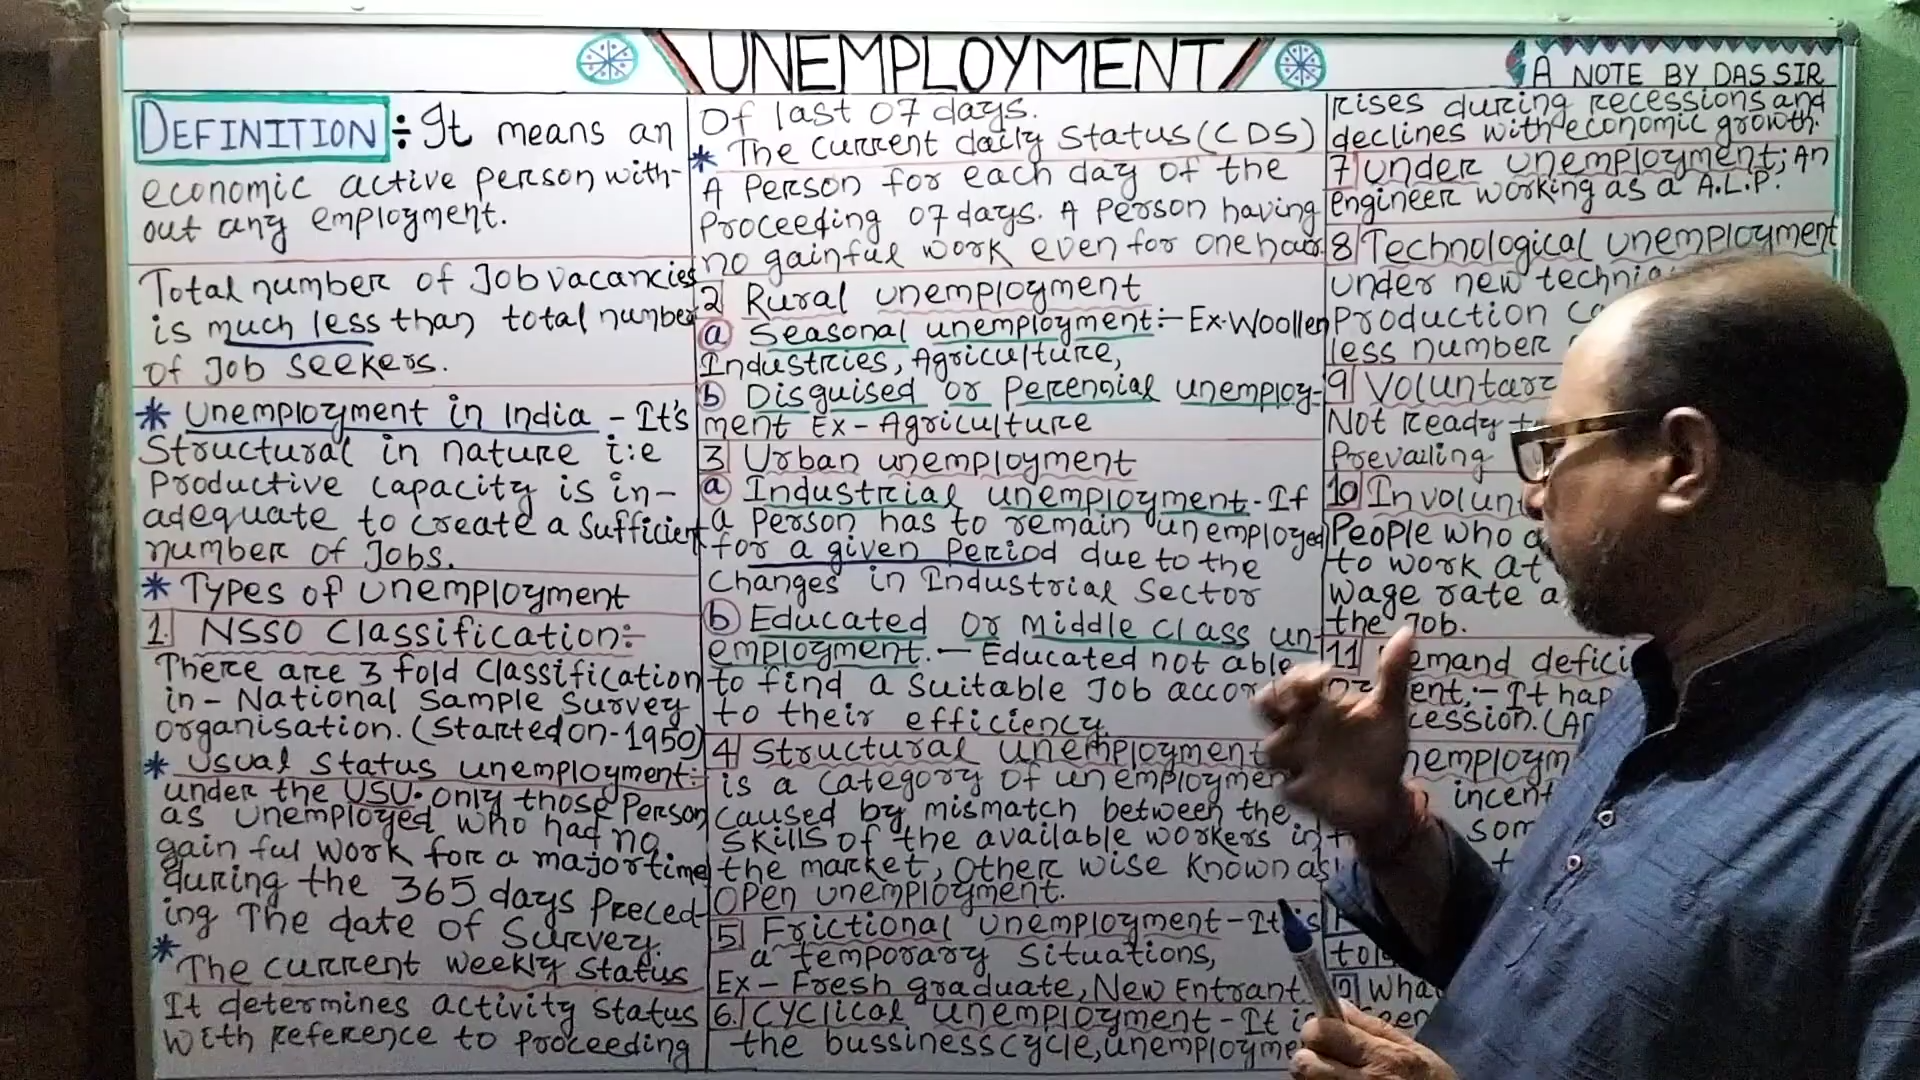 UNEMPLOYMENT
A NOTE BY DAS SIR
DEFINITION ÷ It means an
economic active person with-
out any employment.
Total number of Job vacancies
is much less than total number
of Job seekers.
* Unemployment in India - It's
Structural in nature i:e
Productive capacity is in-
adequate to create a sufficient
number of Jobs.
* Types of unemployment
1. NSSO Classification:-
There are 3 fold Classification
in - National Sample Survey
organisation. (Started on-1950)
* Usual Status unemployment:-
under the USU. only those Person
as unemployed who had no
gain ful work for a major time
during the 365 days Preced-
ing The date of Survey.
* The current weekly Status
It determines activity Status
with reference to Proceeding
Of last 07 days.
* The current daily Status (CDS)
A Person for each day of the
Proceeding 07 days. A Person having
no gainful work even for one hour
2 Rural unemployment
a Seasonal unemployment:- Ex-Woollen
Industries, Agriculture,
b Disguised or Perennial unemploy-
ment Ex - Agriculture
3 Urban unemployment
a Industrial unemployment - If
a Person has to remain unemployed
for a given Period due to the
Changes in Industrial Sector
b Educated or Middle Class un-
employment. - Educated not able
to find a suitable Job accor
to their efficiency.
4 Structural unemployment
is a category of unemploymen
caused by mismatch between the
skills of the available workers in
the market, Other wise known as
Open unemployment.
5 Frictional unemployment - It is
a temporary situations,
Ex - Fresh graduate, New Entrant
6. Cyclical unemployment - It is
the bussiness cycle, unemployme
rises during recessions and
declines with economic growth.
7 under unemployment; An
engineer working as a A.L.P.
8 Technological unemployment
under new techni
Production
less number
9 Voluntar
Not Ready
Prevailing
10 Involun
People who
to work at
wage rate a
the Job.
11 emand defici
ent:- It hap
cession.
nemploym
incent
som
What